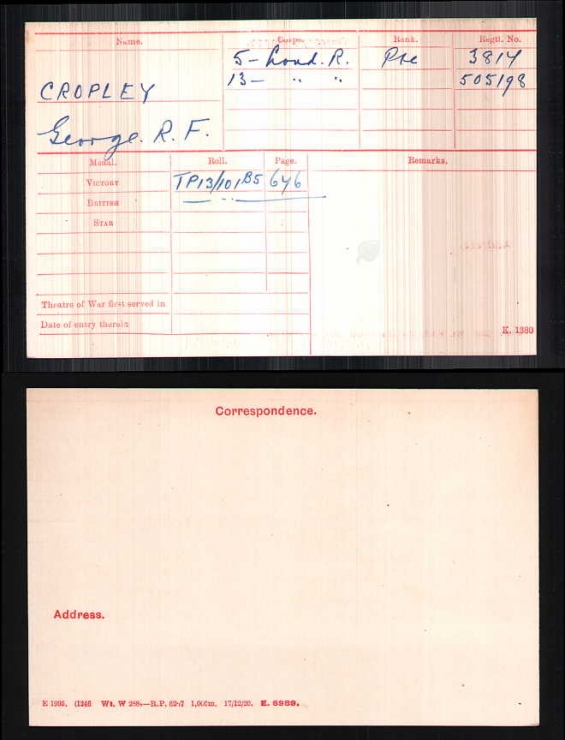 Name. Corps. Rank. Regtl. No.
5 - Lond. R. Pte 3814
13 - " " 505198
CROPLEY
George. R. F.
Medal. Roll. Page. Remarks.
VICTORY TP13/101B5 646
BRITISH - " -
STAR
Theatre of War first served in
Date of entry therein
K. 1380
Correspondence.
Address.
E. 6989.